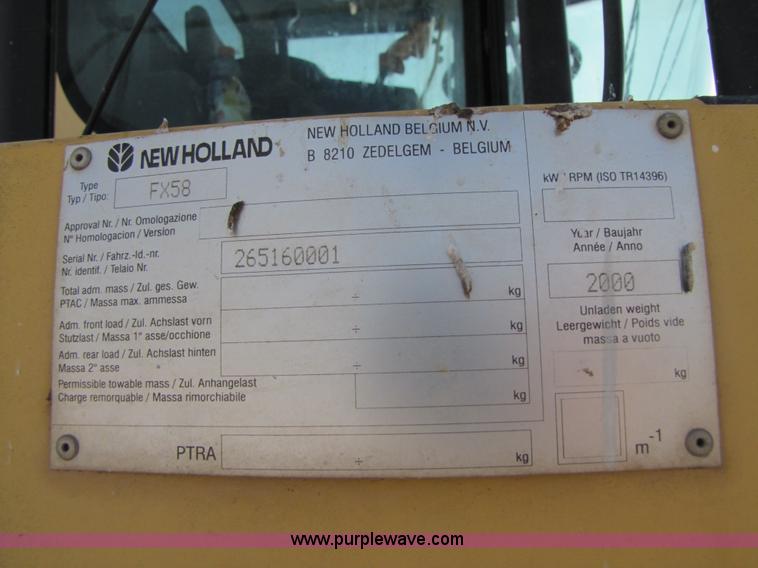 NEW HOLLAND
NEW HOLLAND BELGIUM N.V.
B 8210 ZEDELGEM - BELGIUM
Type
Typ / Tipo:
FX58
Approval Nr. / Nr. Omologazione
N° Homologacion / Version
Serial Nr. / Fahrz.-Id.-nr.
Nr. identif. / Telaio Nr.
265160001
Total adm. mass / Zul. ges. Gew.
PTAC / Massa max. ammessa
÷ kg
Adm. front load / Zul. Achslast vorn
Stutzlast / Massa 1° asse/occhione
÷ kg
Adm. rear load / Zul. Achslast hinten
Massa 2° asse
÷ kg
Permissible towable mass / Zul. Anhangelast
Charge remorquable / Massa rimorchiabile
kg
PTRA
÷ kg
kW / RPM (ISO TR14396)
Year / Baujahr
Année / Anno
2000
Unladen weight
Leergewicht / Poids vide
massa a vuoto
kg
m-1
www.purplewave.com